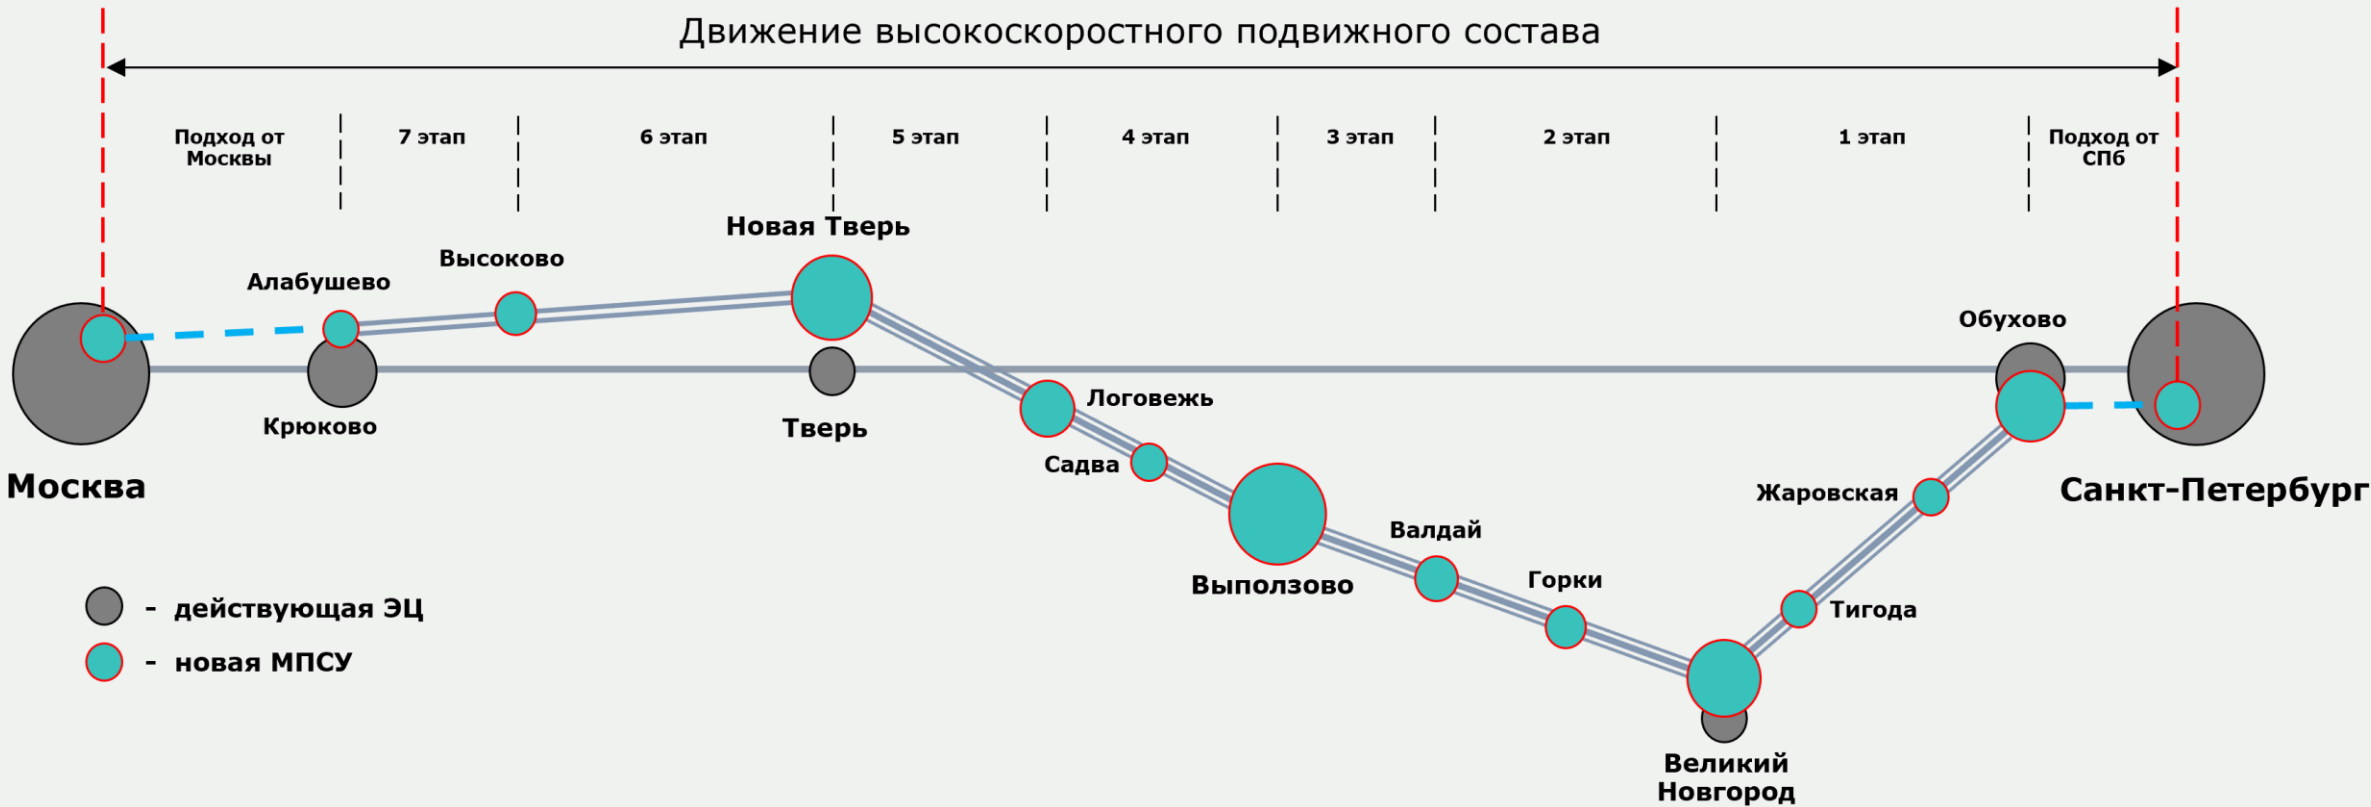 Движение высокоскоростного подвижного состава
Подход от
Москвы
7 этап
6 этап
5 этап
4 этап
3 этап
2 этап
1 этап
Подход от
СПб
Новая Тверь
Высоково
Алабушево
Обухово
Логовежь
Крюково
Тверь
Садва
Москва
Жаровская
Санкт-Петербург
Валдай
Выползово
Горки
- действующая ЭЦ
Тигода
- новая МПСУ
Великий
Новгород